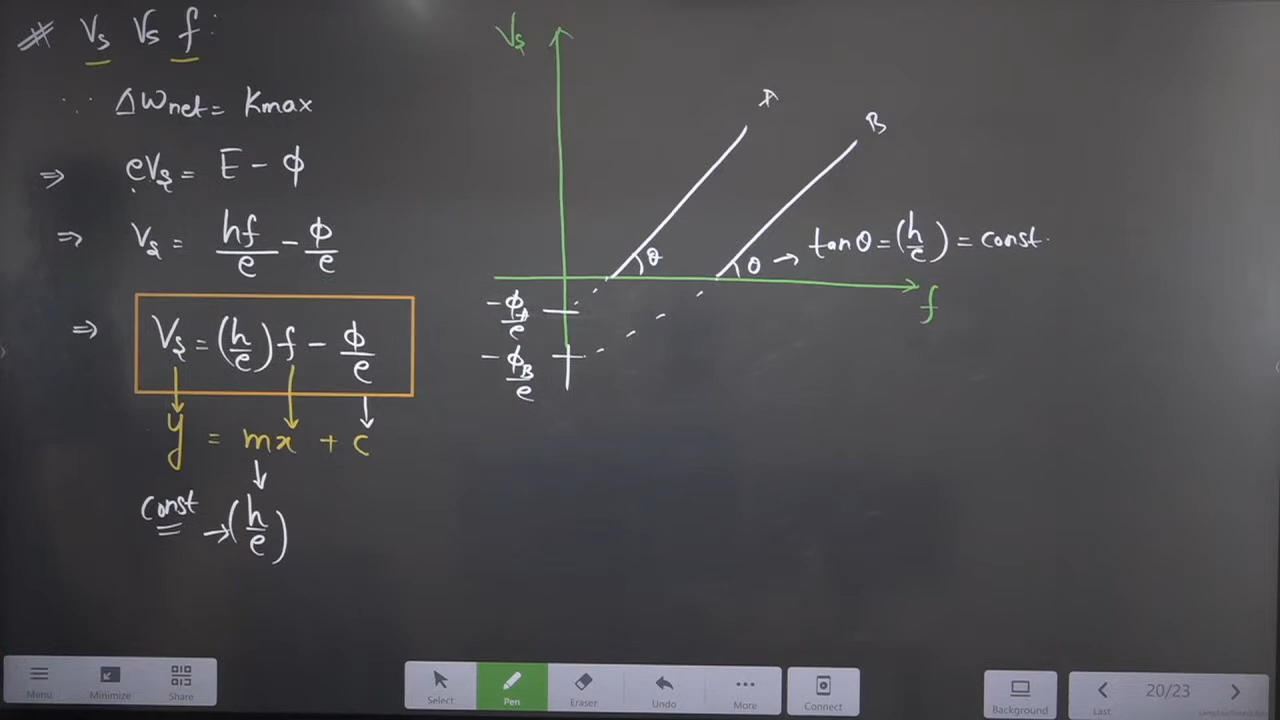 Vs Vs f:
∵ ΔWnet = Kmax
⇒ eVs = E - ϕ
⇒ Vs = hf/e - ϕ/e
⇒ Vs = (h/e) f - ϕ/e
y = mx + c
const → (h/e)
Vs
A
B
θ
θ → tanθ = (h/e) = const.
f
-ϕA/e
-ϕB/e
Menu
Minimize
Share
Select
Pen
Eraser
Undo
More
Connect
Background
Last
20/23